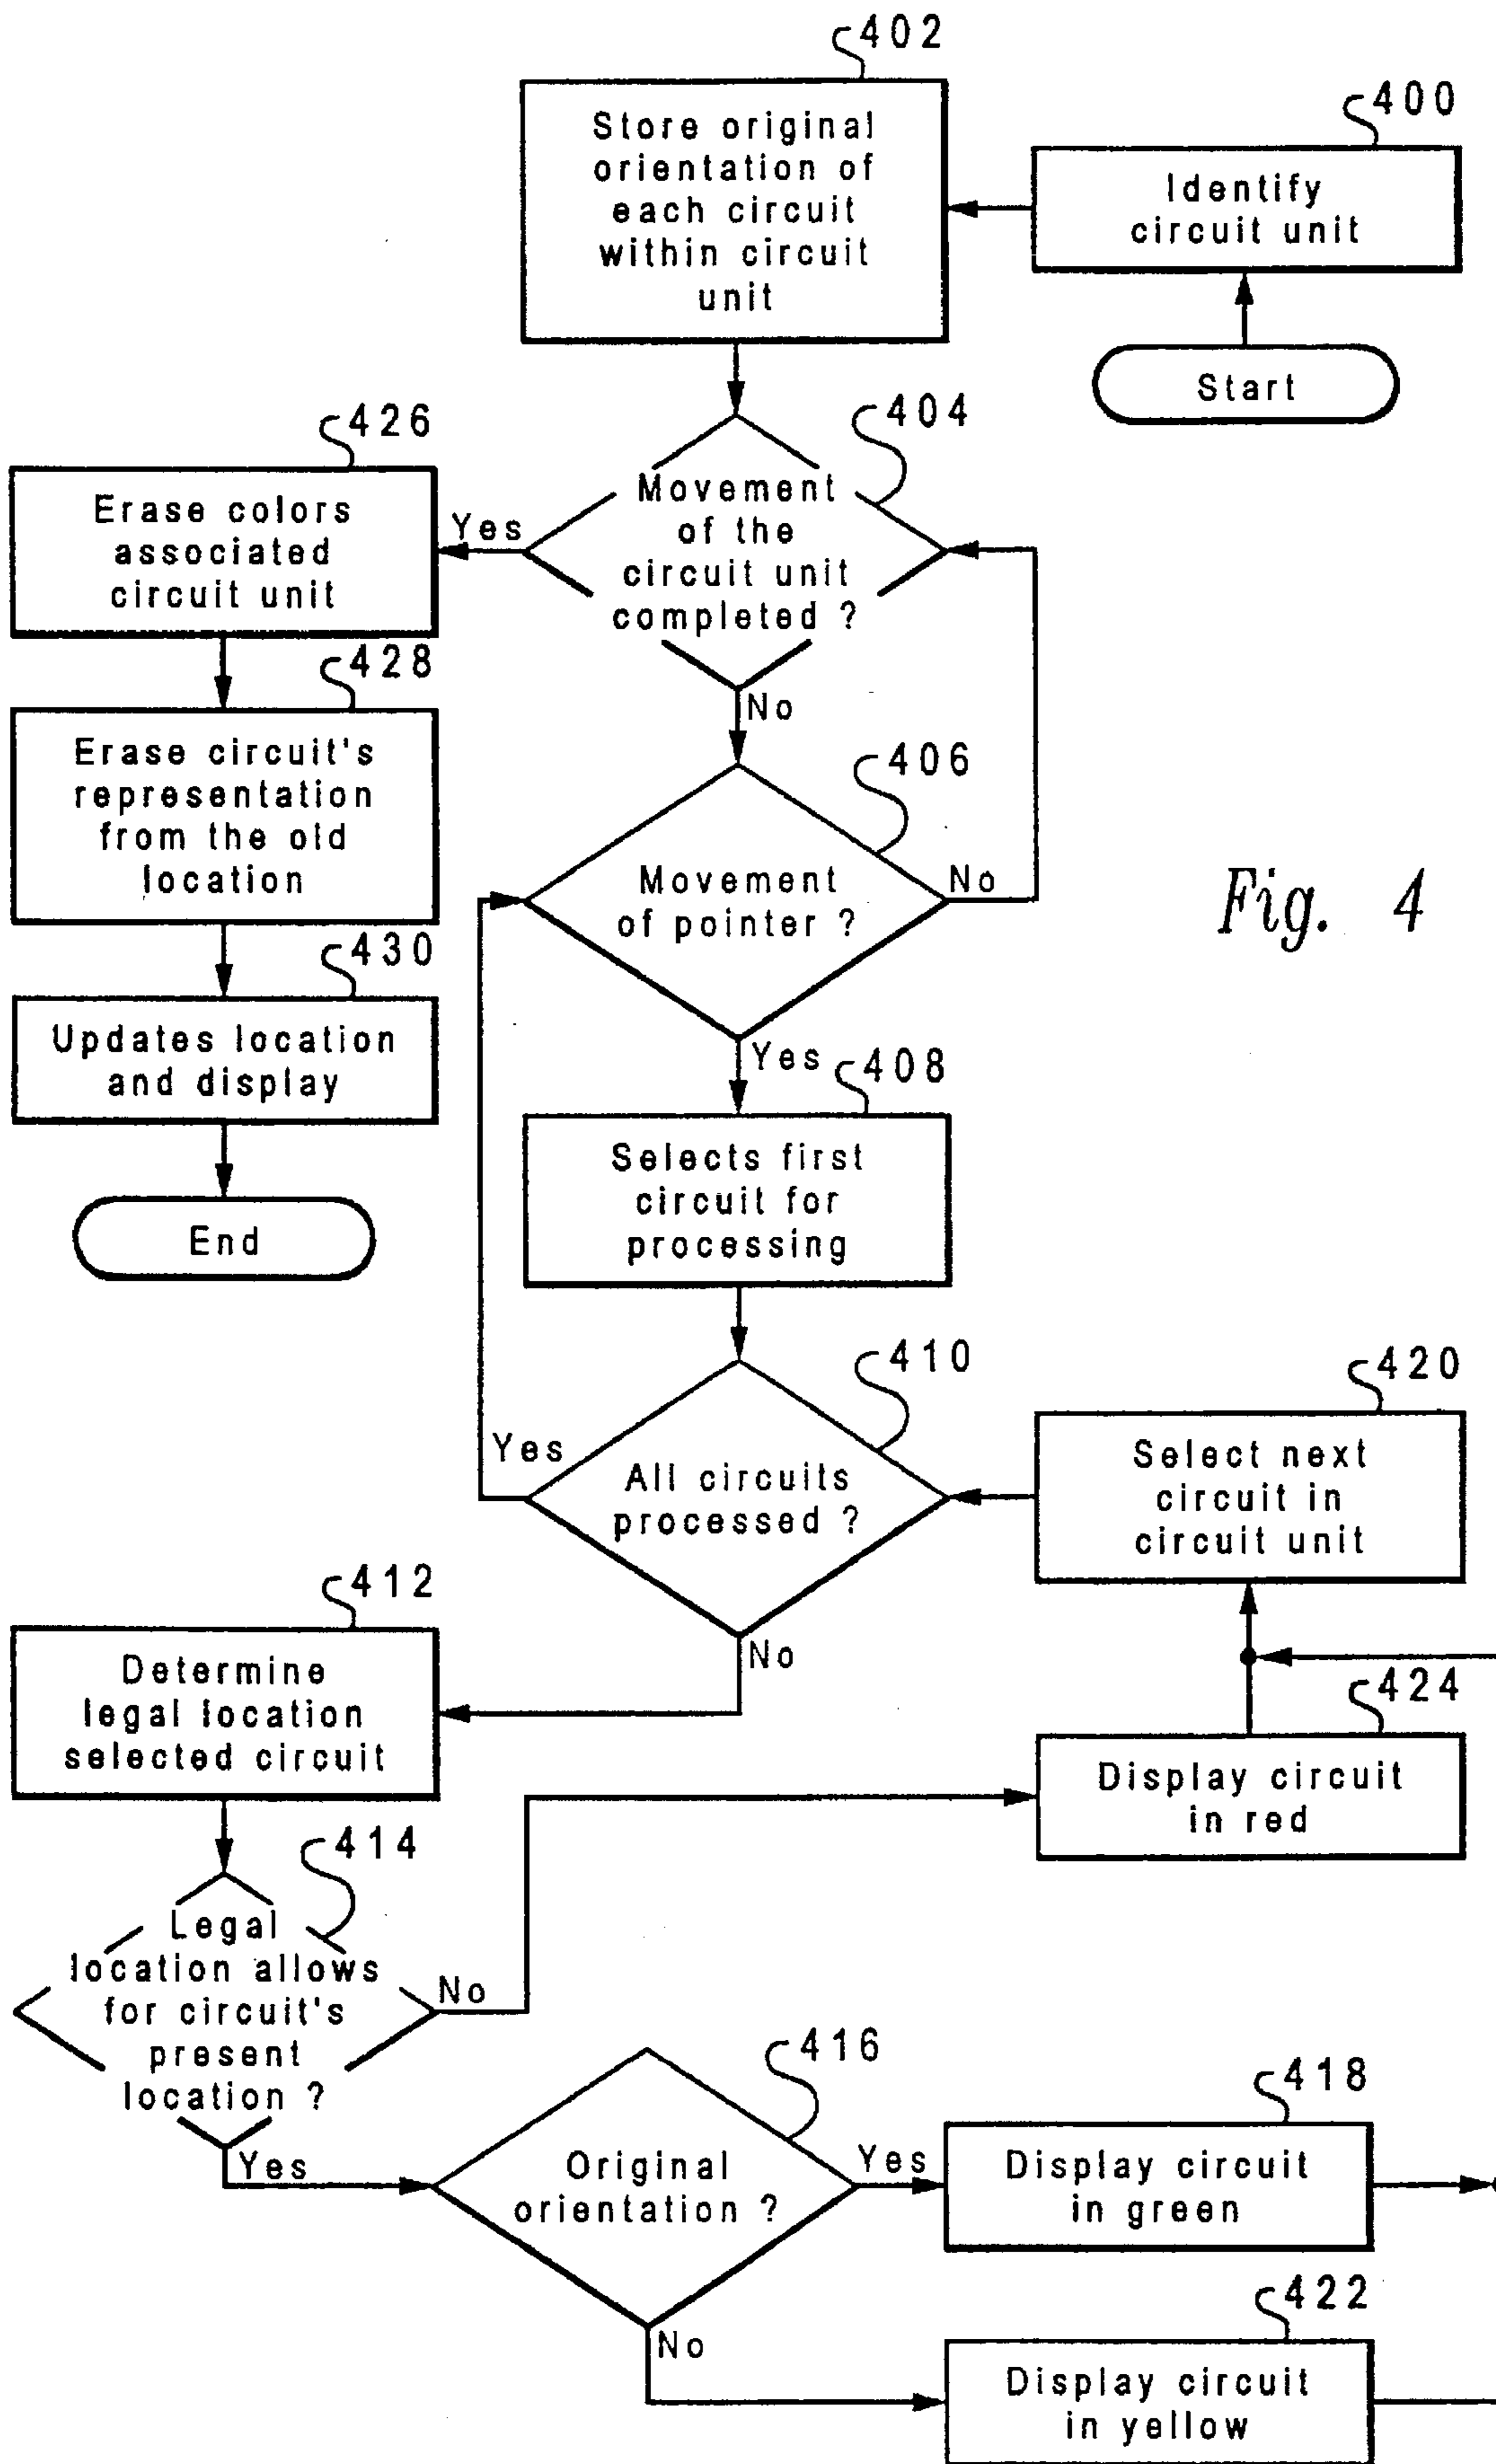 402
Store original
orientation of
each circuit
within circuit
unit
400
Identify
circuit unit
Start
404
Movement
of the
circuit unit
completed ?
Yes
No
426
Erase colors
associated
circuit unit
428
Erase circuit's
representation
from the old
location
430
Updates location
and display
End
406
Movement
of pointer ?
No
Yes
Fig. 4
408
Selects first
circuit for
processing
410
All circuits
processed ?
Yes
No
420
Select next
circuit in
circuit unit
412
Determine
legal location
selected circuit
424
Display circuit
in red
414
Legal
location allows
for circuit's
present
location ?
No
Yes
416
Original
orientation ?
Yes
No
418
Display circuit
in green
422
Display circuit
in yellow